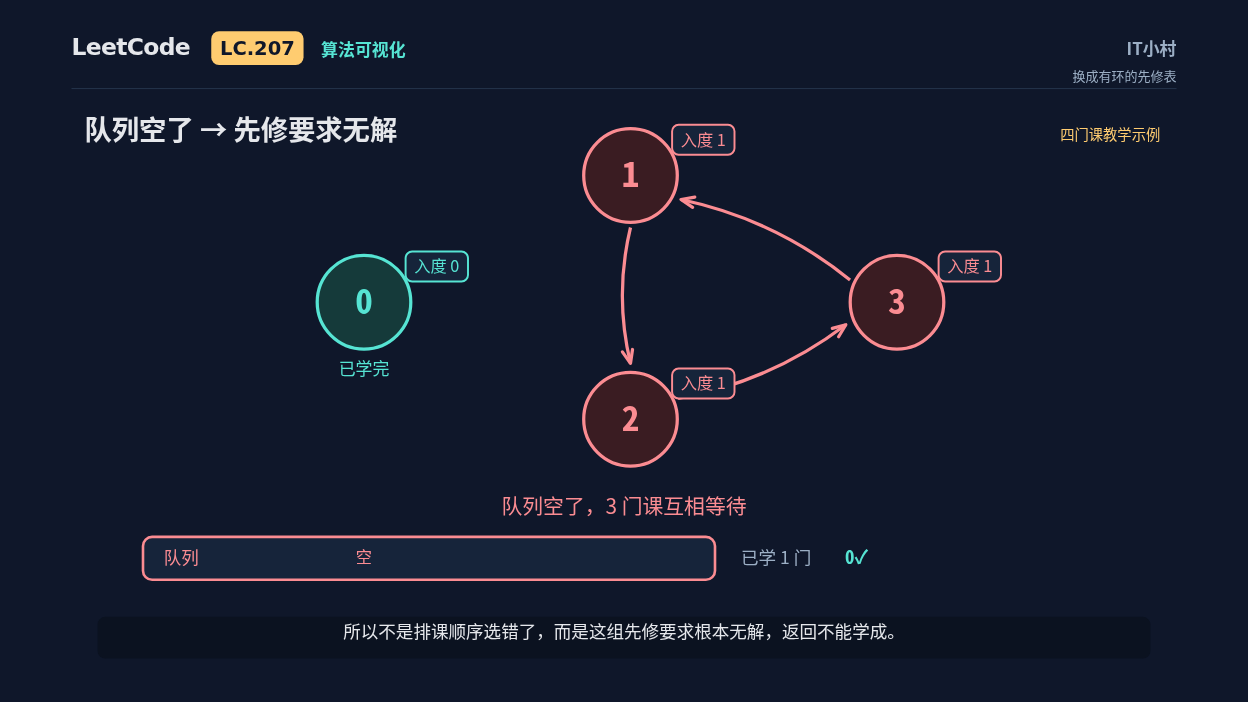 LeetCode LC.207 算法可视化
IT小村
换成有环的先修表
队列空了 → 先修要求无解
四门课教学示例
1
入度 1
0
入度 0
已学完
3
入度 1
2
入度 1
队列空了，3 门课互相等待
队列 空
已学 1 门 0✓
所以不是排课顺序选错了，而是这组先修要求根本无解，返回不能学成。